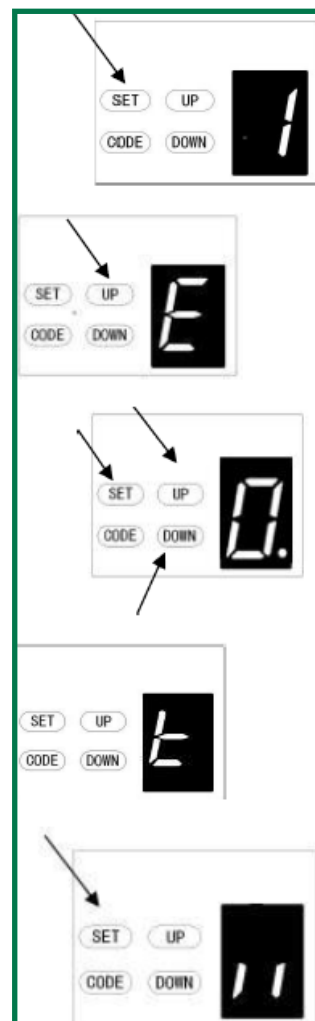 SET UP
CODE DOWN
1
SET UP
CODE DOWN
E
SET UP
CODE DOWN
0.
SET UP
CODE DOWN
t
SET UP
CODE DOWN
ıı